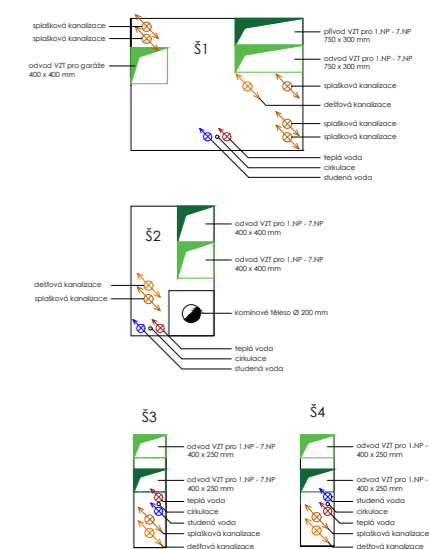 Š1
splašková kanalizace
splašková kanalizace
odvod VZT pro garáže
400 x 400 mm
přívod VZT pro 1.NP - 7.NP
750 x 300 mm
odvod VZT pro 1.NP - 7.NP
750 x 300 mm
splašková kanalizace
dešťová kanalizace
splašková kanalizace
splašková kanalizace
teplá voda
cirkulace
studená voda
Š2
odvod VZT pro 1.NP - 7.NP
400 x 400 mm
odvod VZT pro 1.NP - 7.NP
400 x 400 mm
dešťová kanalizace
splašková kanalizace
komínové těleso Ø 200 mm
teplá voda
cirkulace
studená voda
Š3
odvod VZT pro 1.NP - 7.NP
400 x 250 mm
odvod VZT pro 1.NP - 7.NP
400 x 250 mm
teplá voda
cirkulace
studená voda
splašková kanalizace
dešťová kanalizace
Š4
odvod VZT pro 1.NP -
400 x 250 mm
odvod VZT pro 1.NP -
400 x 250 mm
studená voda
cirkulace
teplá voda
splašková kanalizace
dešťová kanalizace